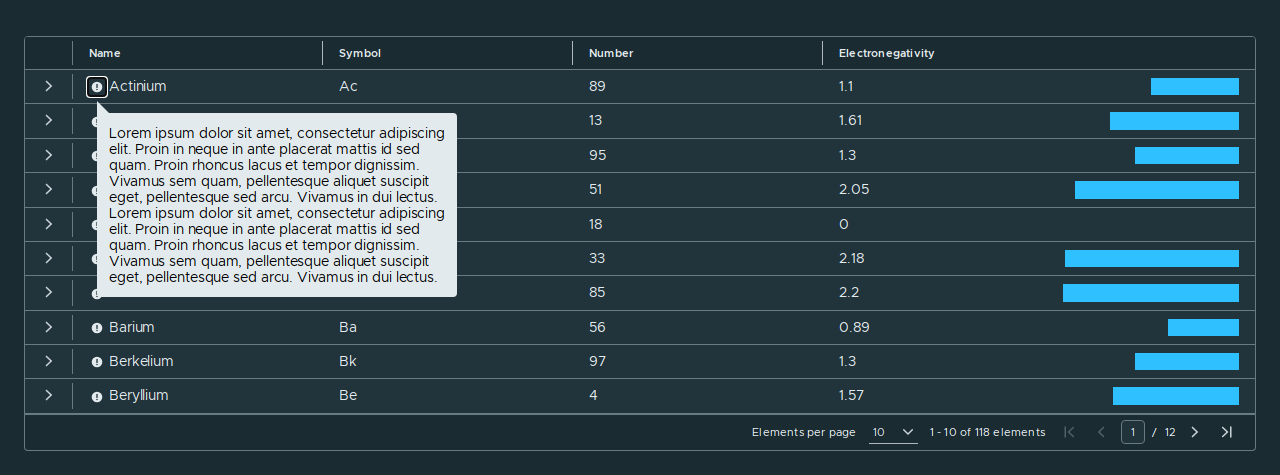 Name Symbol Number Electronegativity
Actinium Ac 89 1.1
13 1.61
95 1.3
51 2.05
18 0
33 2.18
85 2.2
Lorem ipsum dolor sit amet, consectetur adipiscing
elit. Proin in neque in ante placerat mattis id sed
quam. Proin rhoncus lacus et tempor dignissim.
Vivamus sem quam, pellentesque aliquet suscipit
eget, pellentesque sed arcu. Vivamus in dui lectus.
Lorem ipsum dolor sit amet, consectetur adipiscing
elit. Proin in neque in ante placerat mattis id sed
quam. Proin rhoncus lacus et tempor dignissim.
Vivamus sem quam, pellentesque aliquet suscipit
eget, pellentesque sed arcu. Vivamus in dui lectus.
Barium Ba 56 0.89
Berkelium Bk 97 1.3
Beryllium Be 4 1.57
Elements per page 10 1 - 10 of 118 elements 1 / 12